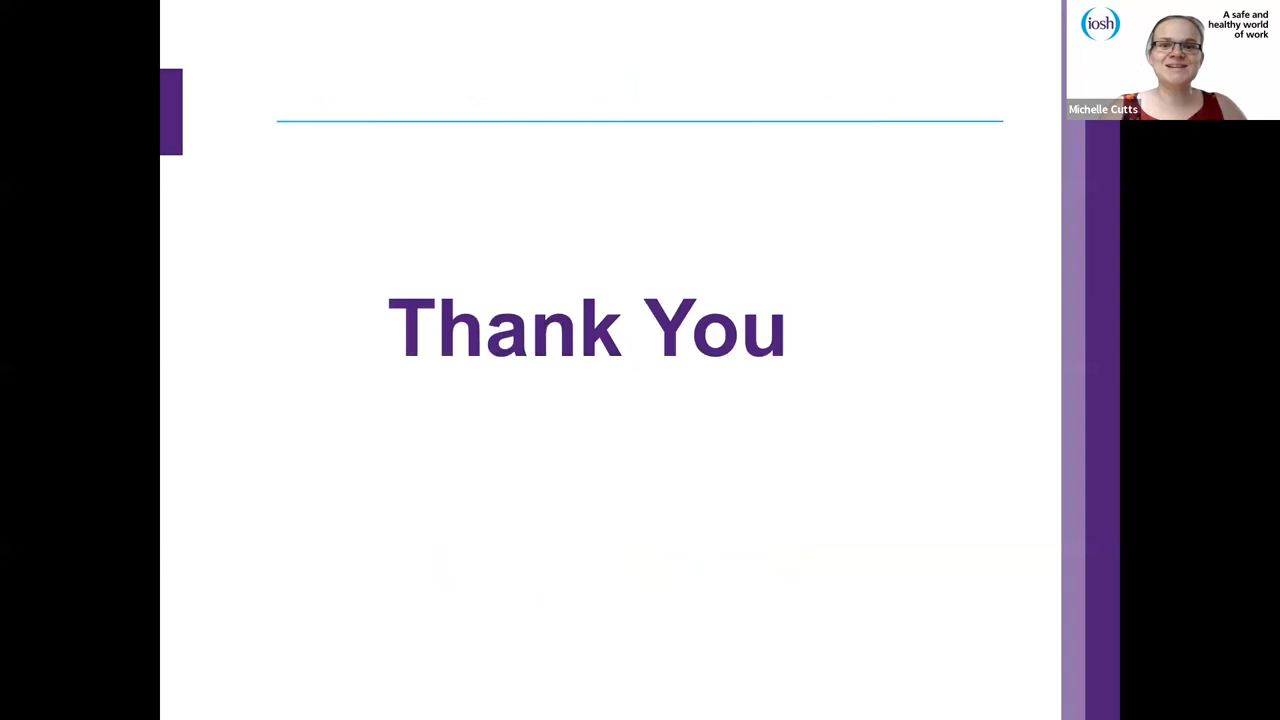 iosh
A safe and
healthy world
of work
Michelle Cutts
Thank You